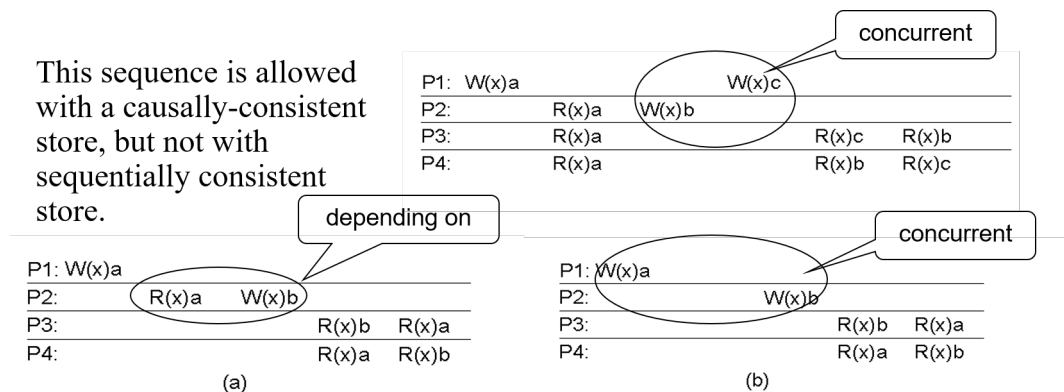 This sequence is allowed
with a causally-consistent
store, but not with
sequentially consistent
store.
concurrent
P1: W(x)a W(x)c
P2: R(x)a W(x)b
P3: R(x)a R(x)c R(x)b
P4: R(x)a R(x)b R(x)c
depending on
P1: W(x)a
P2: R(x)a W(x)b
P3: R(x)b R(x)a
P4: R(x)a R(x)b
(a)
concurrent
P1: W(x)a
P2: W(x)b
P3: R(x)b R(x)a
P4: R(x)a R(x)b
(b)